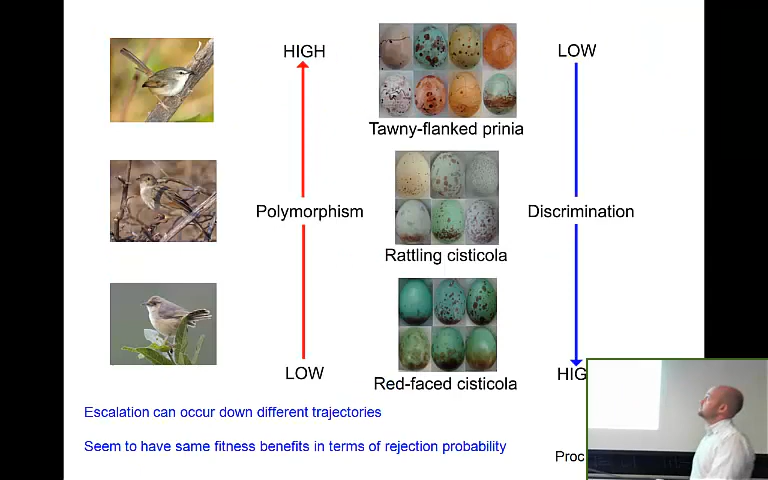 HIGH
LOW
Tawny-flanked prinia
Polymorphism
Discrimination
Rattling cisticola
LOW
Red-faced cisticola
Escalation can occur down different trajectories
Seem to have same fitness benefits in terms of rejection probability